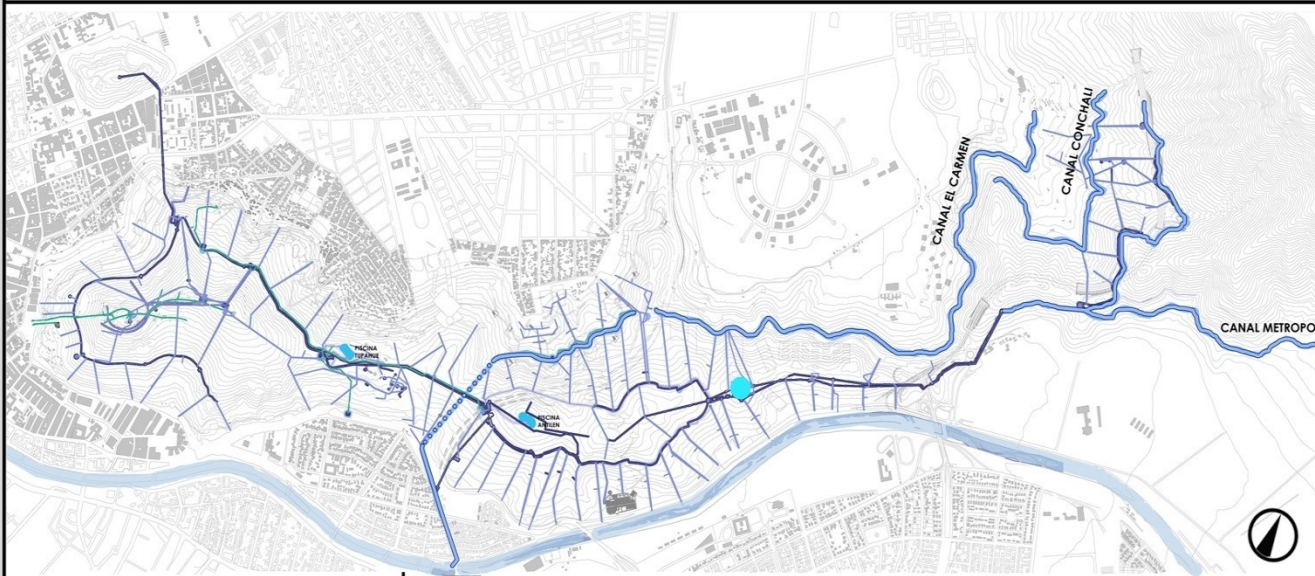 CANAL EL CARMEN
CANAL CONCHALI
CANAL METROPO
PISCINA
TUPAHUE
PISCINA
ANTILEN